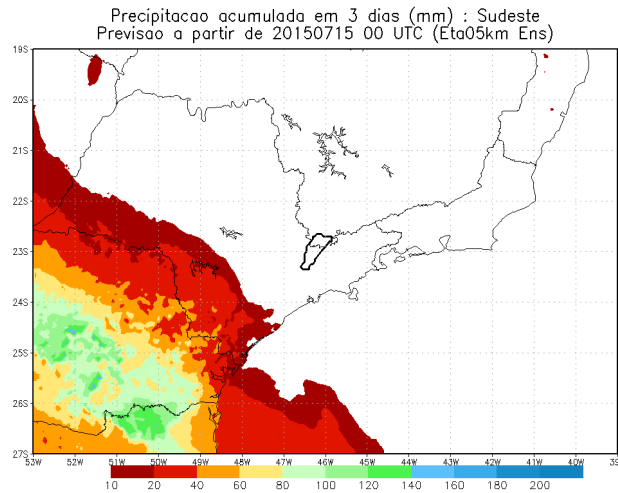 Precipitacao acumulada em 3 dias (mm) : Sudeste
Previsao a partir de 20150715 00 UTC (Eta05km Ens)
19S
20S
21S
22S
23S
24S
25S
26S
27S
53W 52W 51W 50W 49W 48W 47W 46W 45W 44W 43W 42W 41W 40W 39
10 20 40 60 80 100 120 140 160 180 200